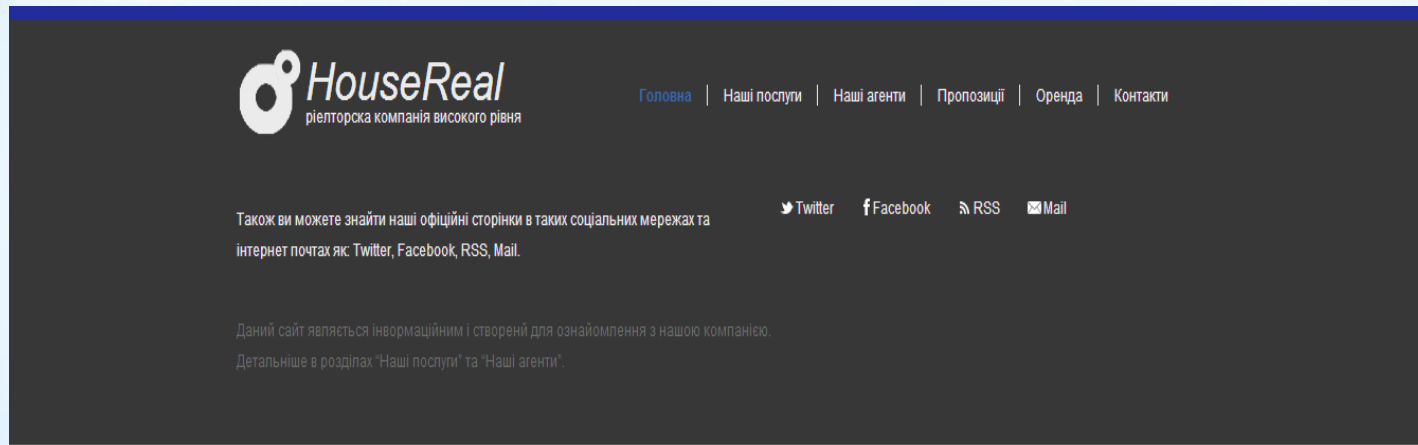 HouseReal
ріелторска компанія високого рівня
Головна | Наші послуги | Наші агенти | Пропозиції | Оренда | Контакти
Також ви можете знайти наші офіційні сторінки в таких соціальних мережах та
інтернет почтах як: Twitter, Facebook, RSS, Mail.
Twitter Facebook RSS Mail
Даний сайт являється інвормаційним і створенй для ознайомлення з нашою компанією.
Детальніше в розділах “Наші послуги” та “Наші агенти”.